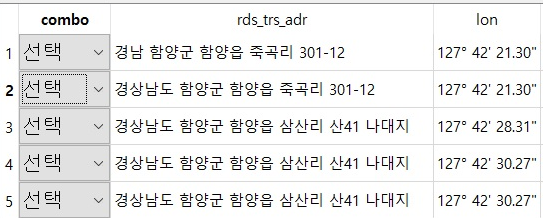 combo rds_trs_adr lon
1 선택 경남 함양군 함양읍 죽곡리 301-12 127° 42' 21.30"
2 선택 경상남도 함양군 함양읍 죽곡리 301-12 127° 42' 21.30"
3 선택 경상남도 함양군 함양읍 삼산리 산41 나대지 127° 42' 28.31"
4 선택 경상남도 함양군 함양읍 삼산리 산41 나대지 127° 42' 30.27"
5 선택 경상남도 함양군 함양읍 삼산리 산41 나대지 127° 42' 30.27"